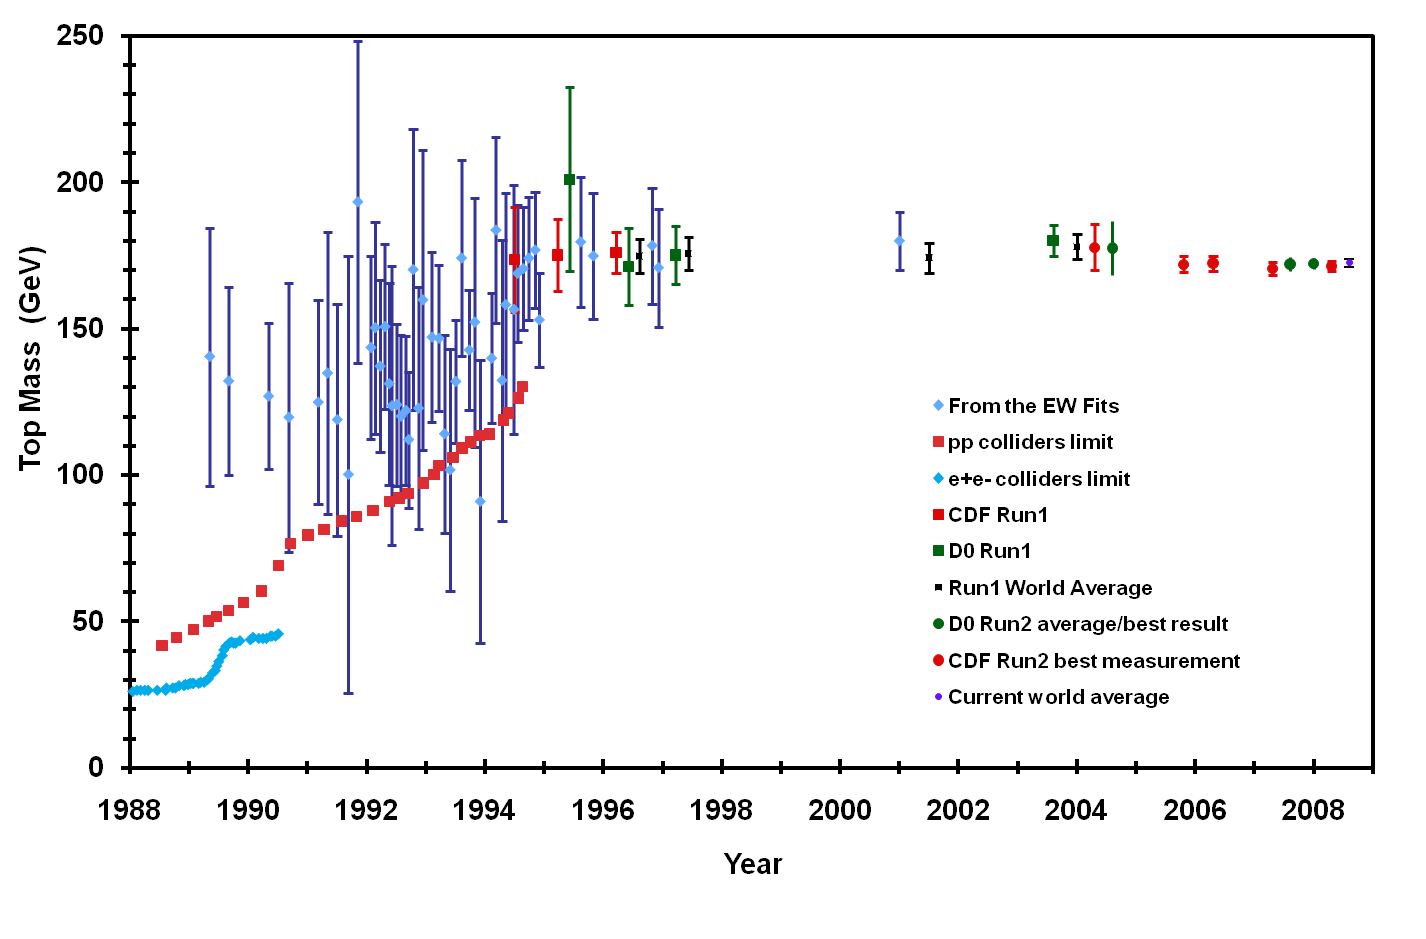 250
200
150
100
50
0
Top Mass (GeV)
1988 1990 1992 1994 1996 1998 2000 2002 2004 2006 2008
Year
From the EW Fits
pp colliders limit
e+e- colliders limit
CDF Run1
D0 Run1
Run1 World Average
D0 Run2 average/best result
CDF Run2 best measurement
Current world average